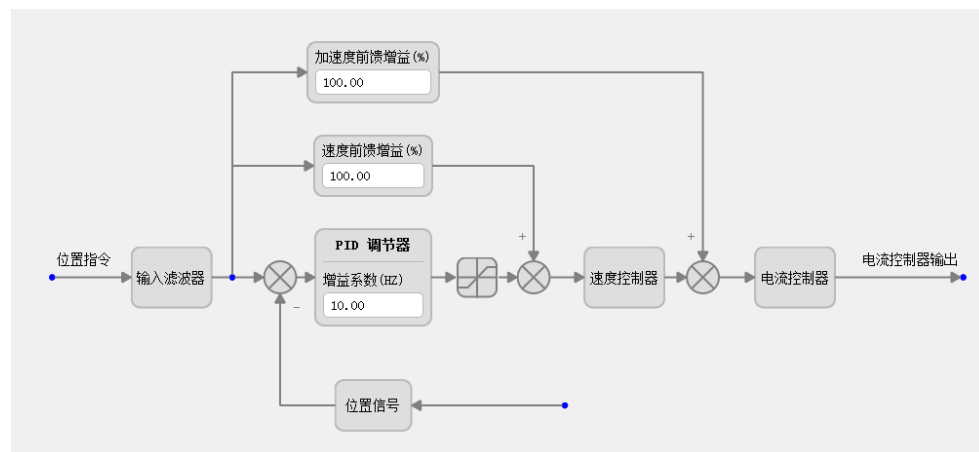 加速度前馈增益(%)
100.00
速度前馈增益(%)
100.00
+
+
PID 调节器
位置指令
输入滤波器
增益系数(HZ)
10.00
速度控制器
电流控制器
电流控制器输出
-
位置信号